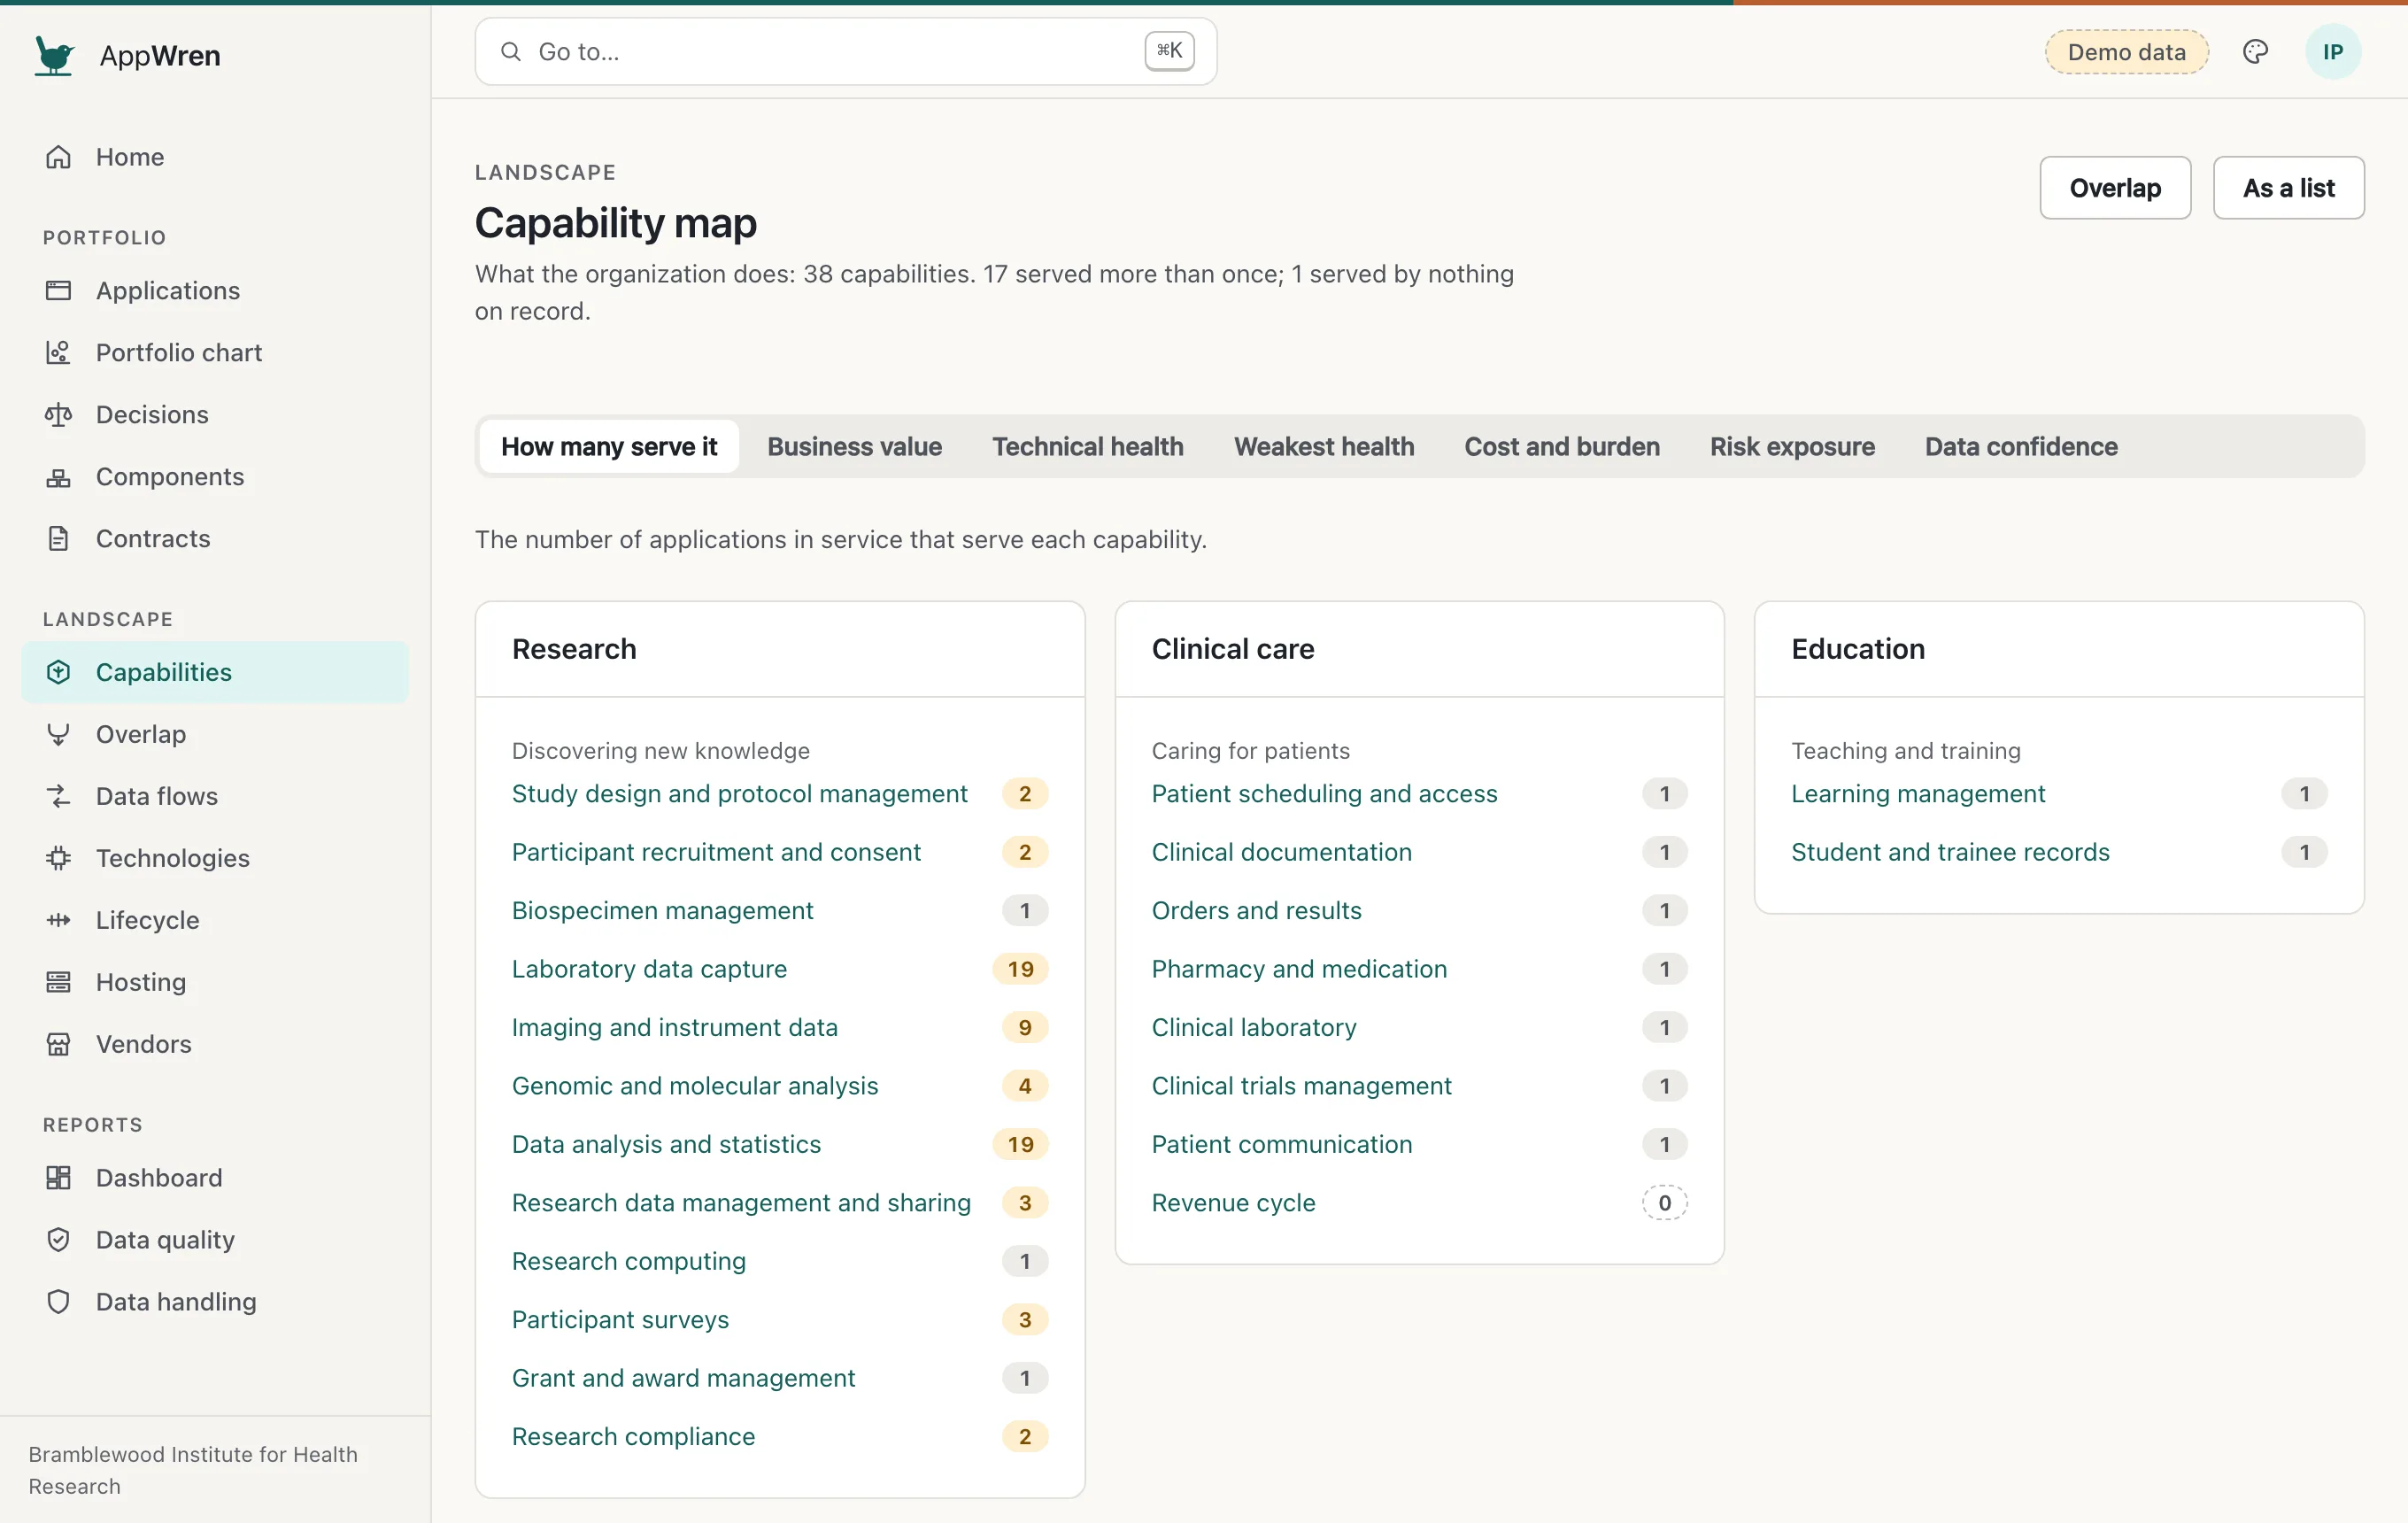 AppWren
Go to...
⌘K
Demo data
IP
Home
PORTFOLIO
Applications
Portfolio chart
Decisions
Components
Contracts
LANDSCAPE
Capabilities
Overlap
Data flows
Technologies
Lifecycle
Hosting
Vendors
REPORTS
Dashboard
Data quality
Data handling
Bramblewood Institute for Health
Research
LANDSCAPE
Capability map
What the organization does: 38 capabilities. 17 served more than once; 1 served by nothing
on record.
Overlap
As a list
How many serve it
Business value
Technical health
Weakest health
Cost and burden
Risk exposure
Data confidence
The number of applications in service that serve each capability.
Research
Discovering new knowledge
Study design and protocol management 2
Participant recruitment and consent 2
Biospecimen management 1
Laboratory data capture 19
Imaging and instrument data 9
Genomic and molecular analysis 4
Data analysis and statistics 19
Research data management and sharing 3
Research computing 1
Participant surveys 3
Grant and award management 1
Research compliance 2
Clinical care
Caring for patients
Patient scheduling and access 1
Clinical documentation 1
Orders and results 1
Pharmacy and medication 1
Clinical laboratory 1
Clinical trials management 1
Patient communication 1
Revenue cycle 0
Education
Teaching and training
Learning management 1
Student and trainee records 1